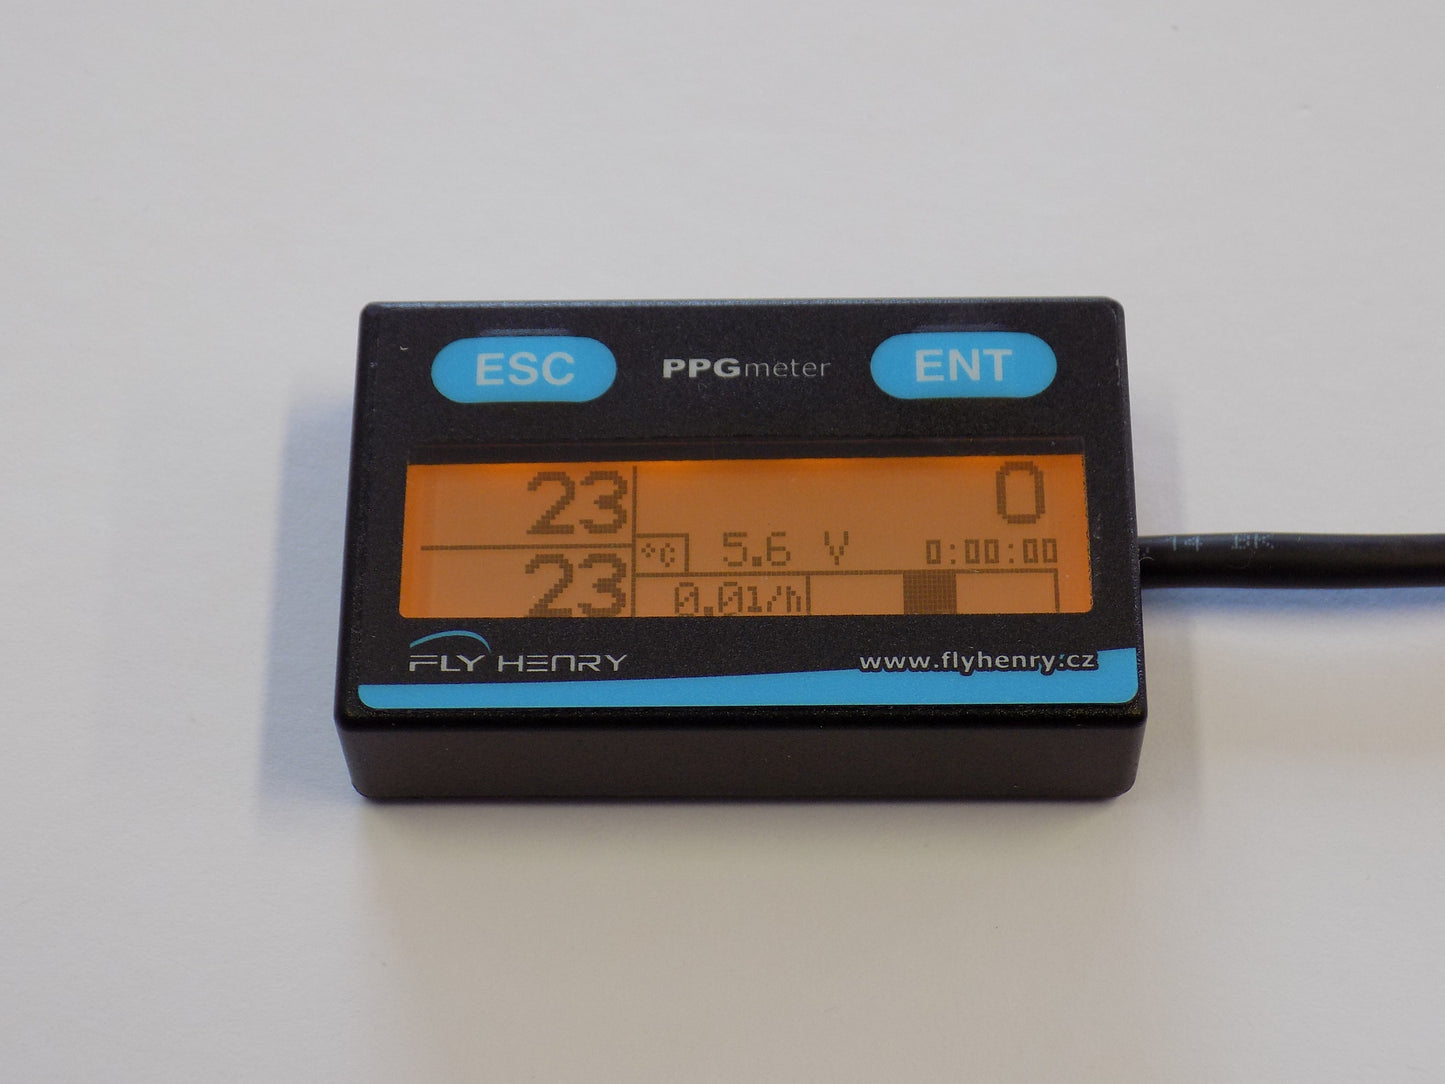 ESC PPGmeter ENT
23 0
°C 5.6 V 0:00:00
23 0.0l/h
FLY HENRY www.flyhenry.cz